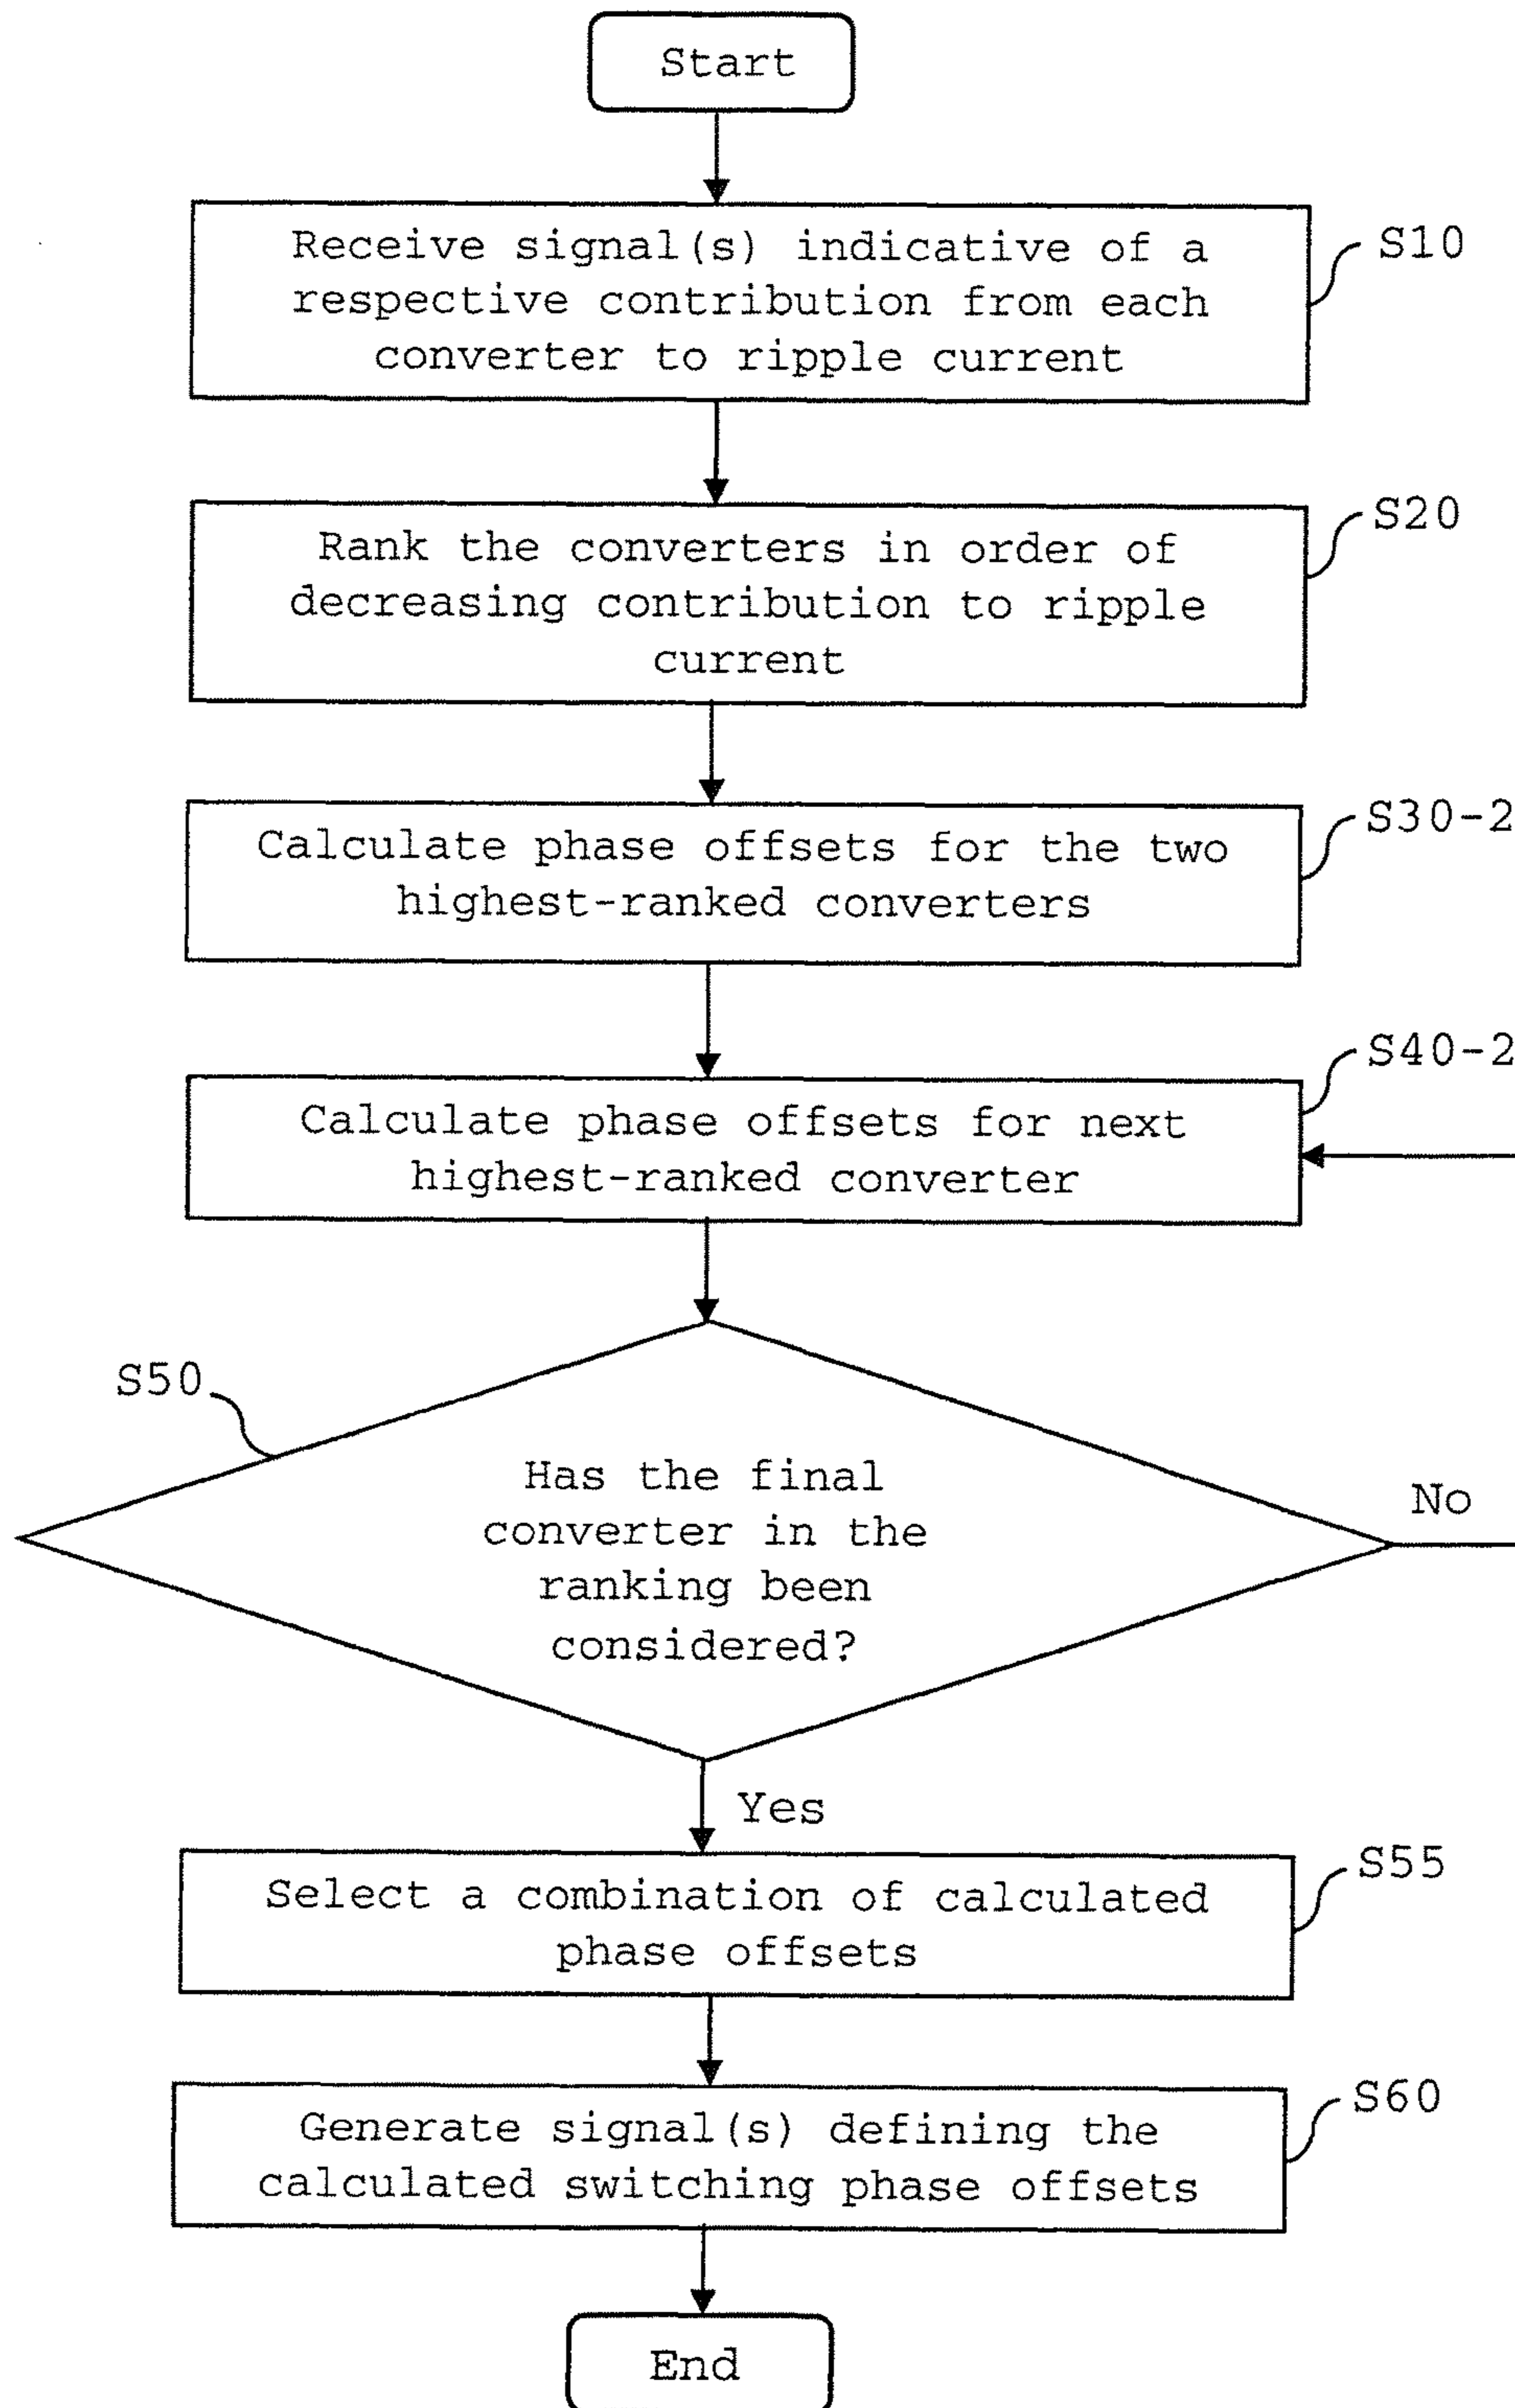 Start
Receive signal(s) indicative of a
respective contribution from each
converter to ripple current
S10
Rank the converters in order of
decreasing contribution to ripple
current
S20
Calculate phase offsets for the two
highest-ranked converters
S30-2
Calculate phase offsets for next
highest-ranked converter
S40-2
S50
Has the final
converter in the
ranking been
considered?
No
Yes
Select a combination of calculated
phase offsets
S55
Generate signal(s) defining the
calculated switching phase offsets
S60
End